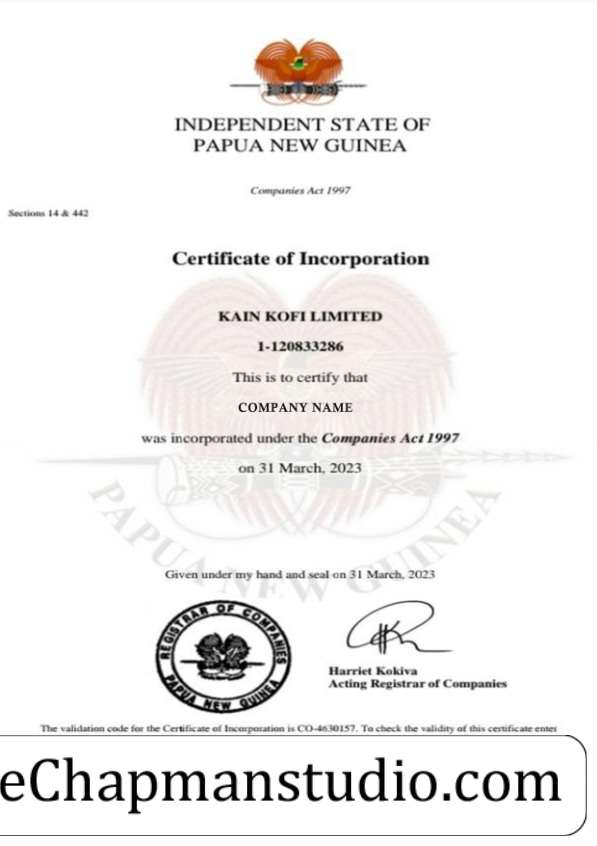 INDEPENDENT STATE OF
PAPUA NEW GUINEA
Companies Act 1997
Sections 14 & 442
Certificate of Incorporation
KAIN KOFI LIMITED
1-120833286
This is to certify that
COMPANY NAME
was incorporated under the Companies Act 1997
on 31 March, 2023
PAPUA NEW GUINEA
Given under my hand and seal on 31 March, 2023
REGISTRAR OF COMPANIES
PAPUA NEW GUINEA
Harriet Kokiva
Acting Registrar of Companies
The validation code for the Certificate of Incorporation is CO-4630157. To check the validity of this certificate enter
eChapmanstudio.com